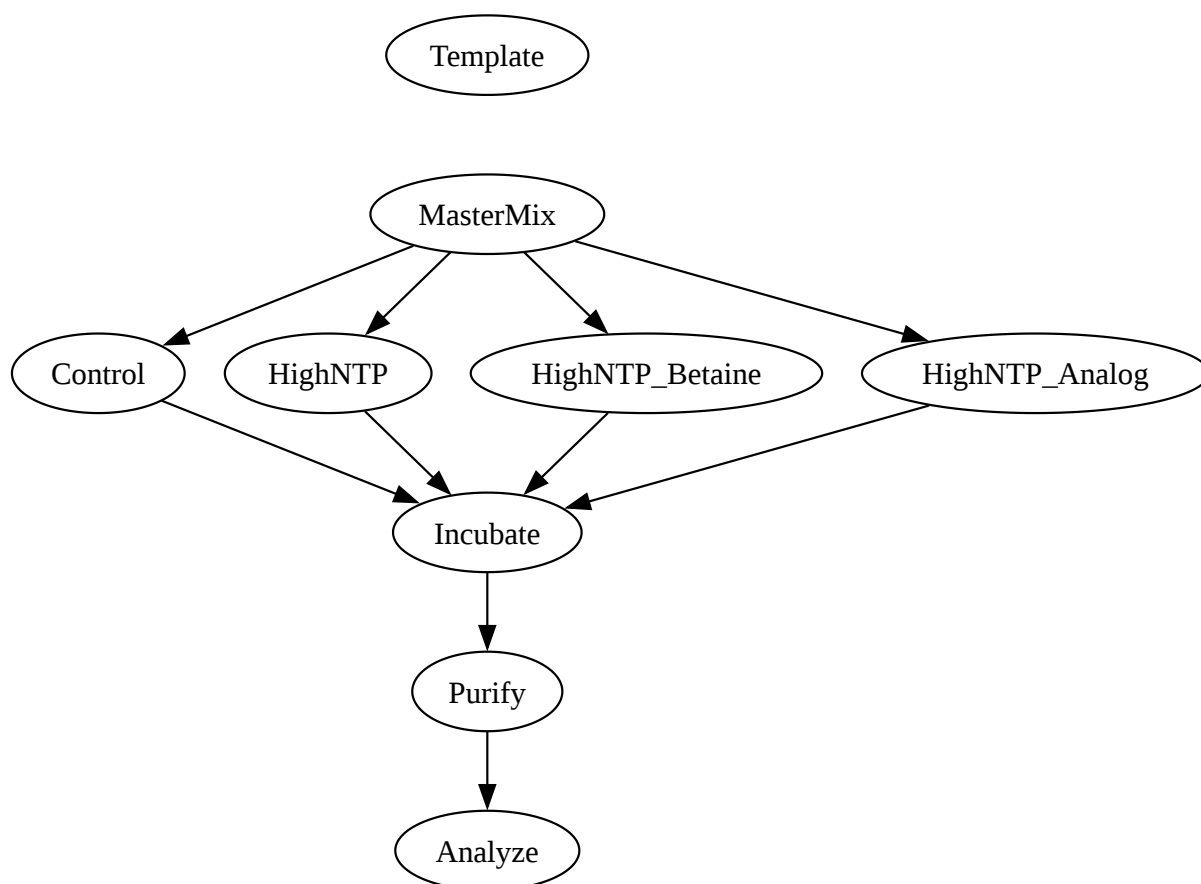 Template
MasterMix
Control
HighNTP
HighNTP_Betaine
HighNTP_Analog
Incubate
Purify
Analyze